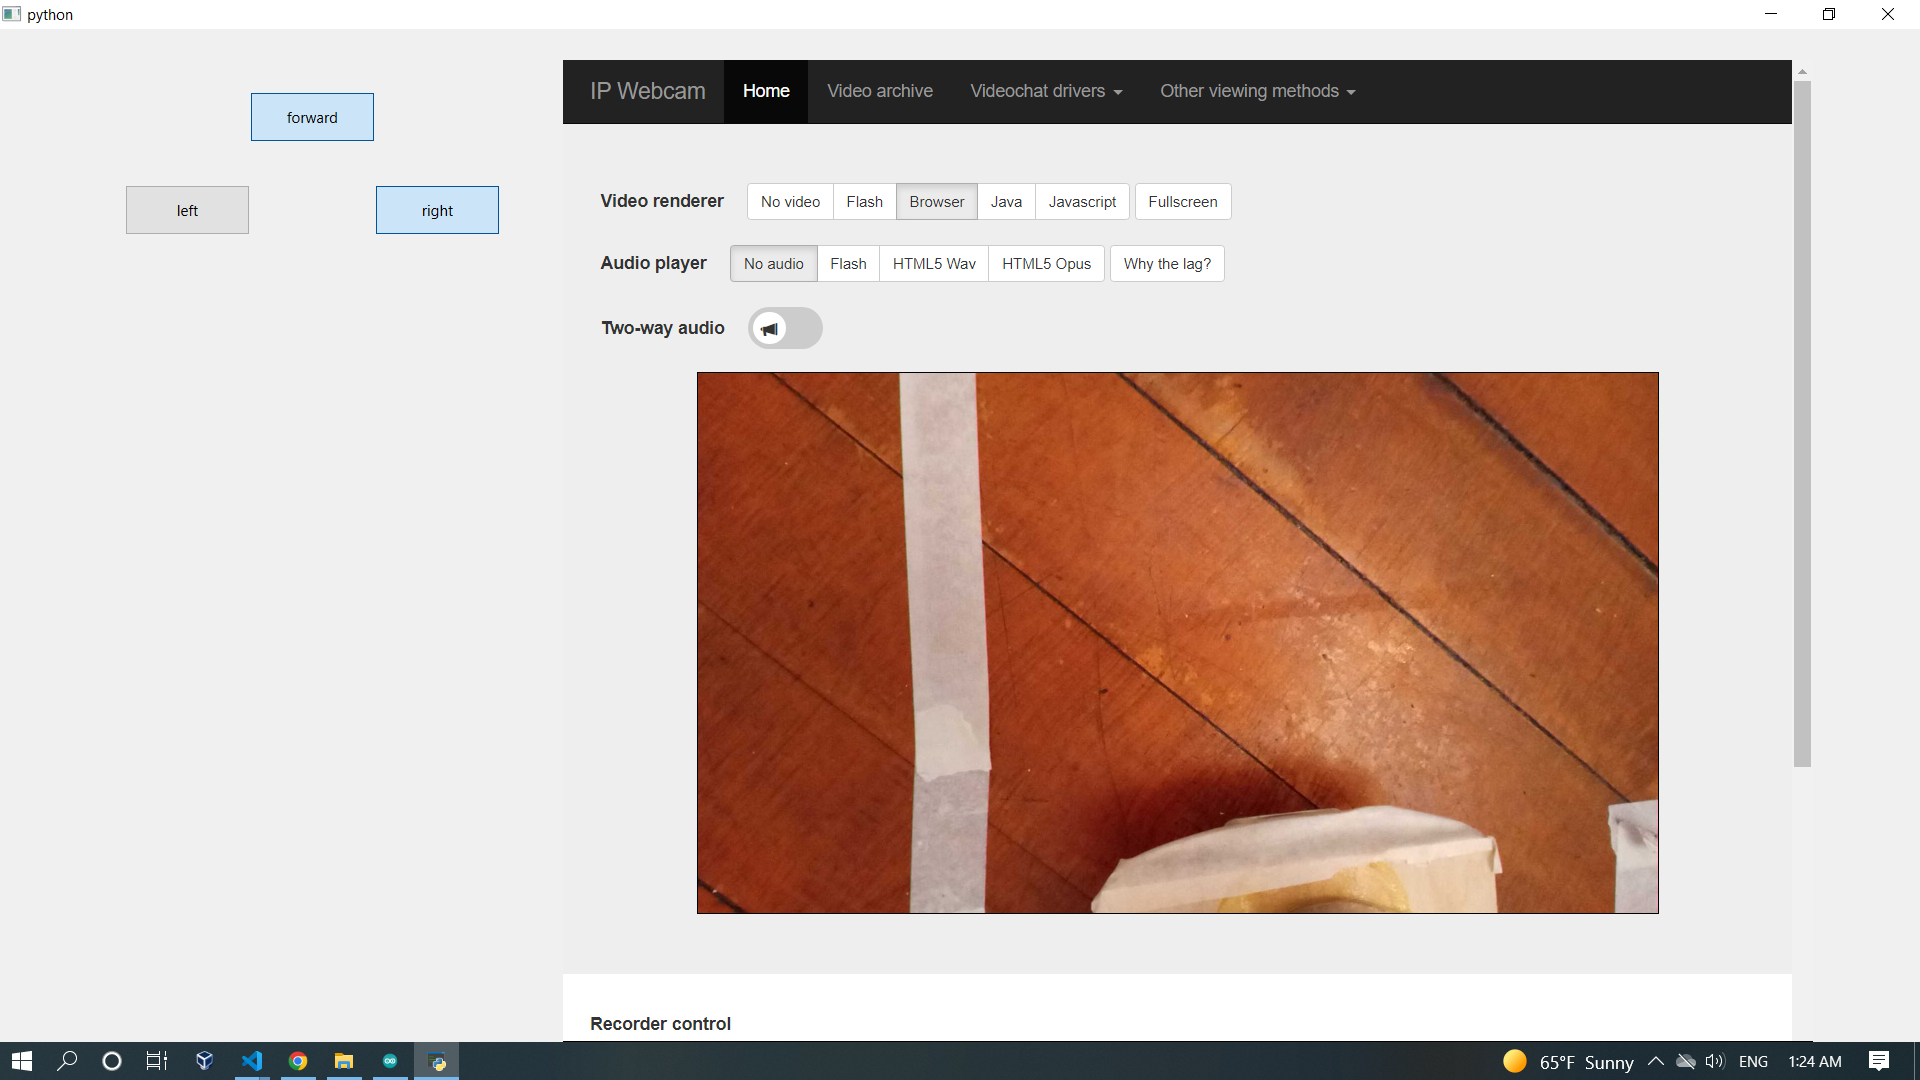 python
forward
left
right
IP Webcam Home Video archive Videochat drivers Other viewing methods
Video renderer No video Flash Browser Java Javascript Fullscreen
Audio player No audio Flash HTML5 Wav HTML5 Opus Why the lag?
Two-way audio
Recorder control
65°F Sunny ENG 1:24 AM